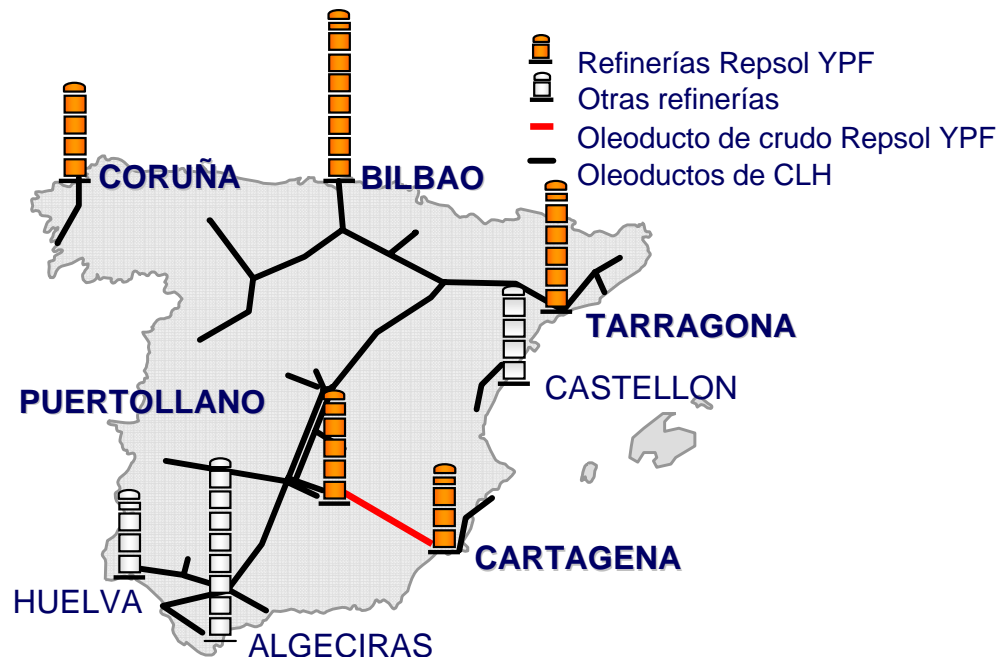 Refinerías Repsol YPF
Otras refinerías
Oleoducto de crudo Repsol YPF
Oleoductos de CLH
CORUÑA
BILBAO
TARRAGONA
CASTELLON
PUERTOLLANO
CARTAGENA
HUELVA
ALGECIRAS